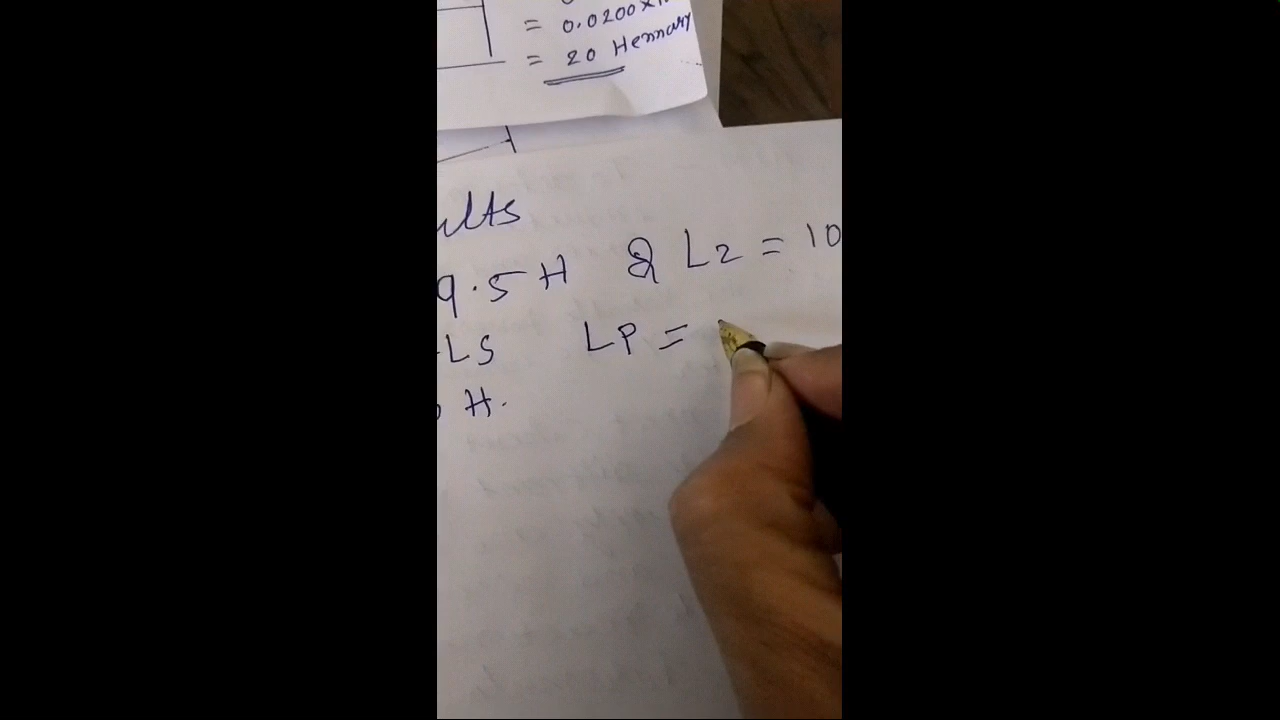 = 0.0200 x
= 20 Hennary
ults
9.5 H & L2 = 10
LS LP =
H.